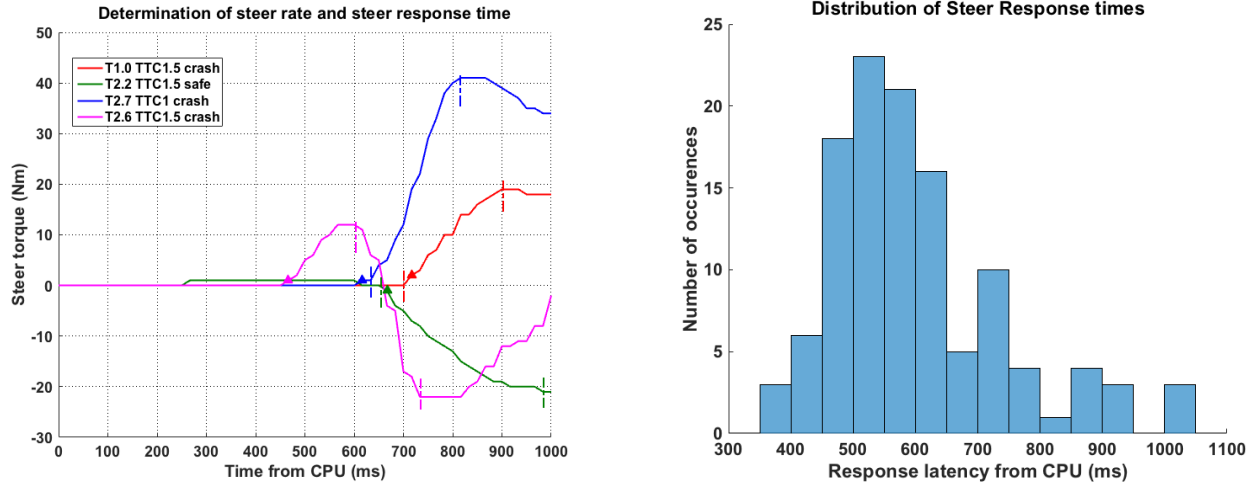 Determination of steer rate and steer response time
50
40
30
20
10
0
-10
-20
-30
Steer torque (Nm)
T1.0 TTC1.5 crash
T2.2 TTC1.5 safe
T2.7 TTC1 crash
T2.6 TTC1.5 crash
0 100 200 300 400 500 600 700 800 900 1000
Time from CPU (ms)
Distribution of Steer Response times
25
20
15
10
5
0
Number of occurences
300 400 500 600 700 800 900 1000 1100
Response latency from CPU (ms)